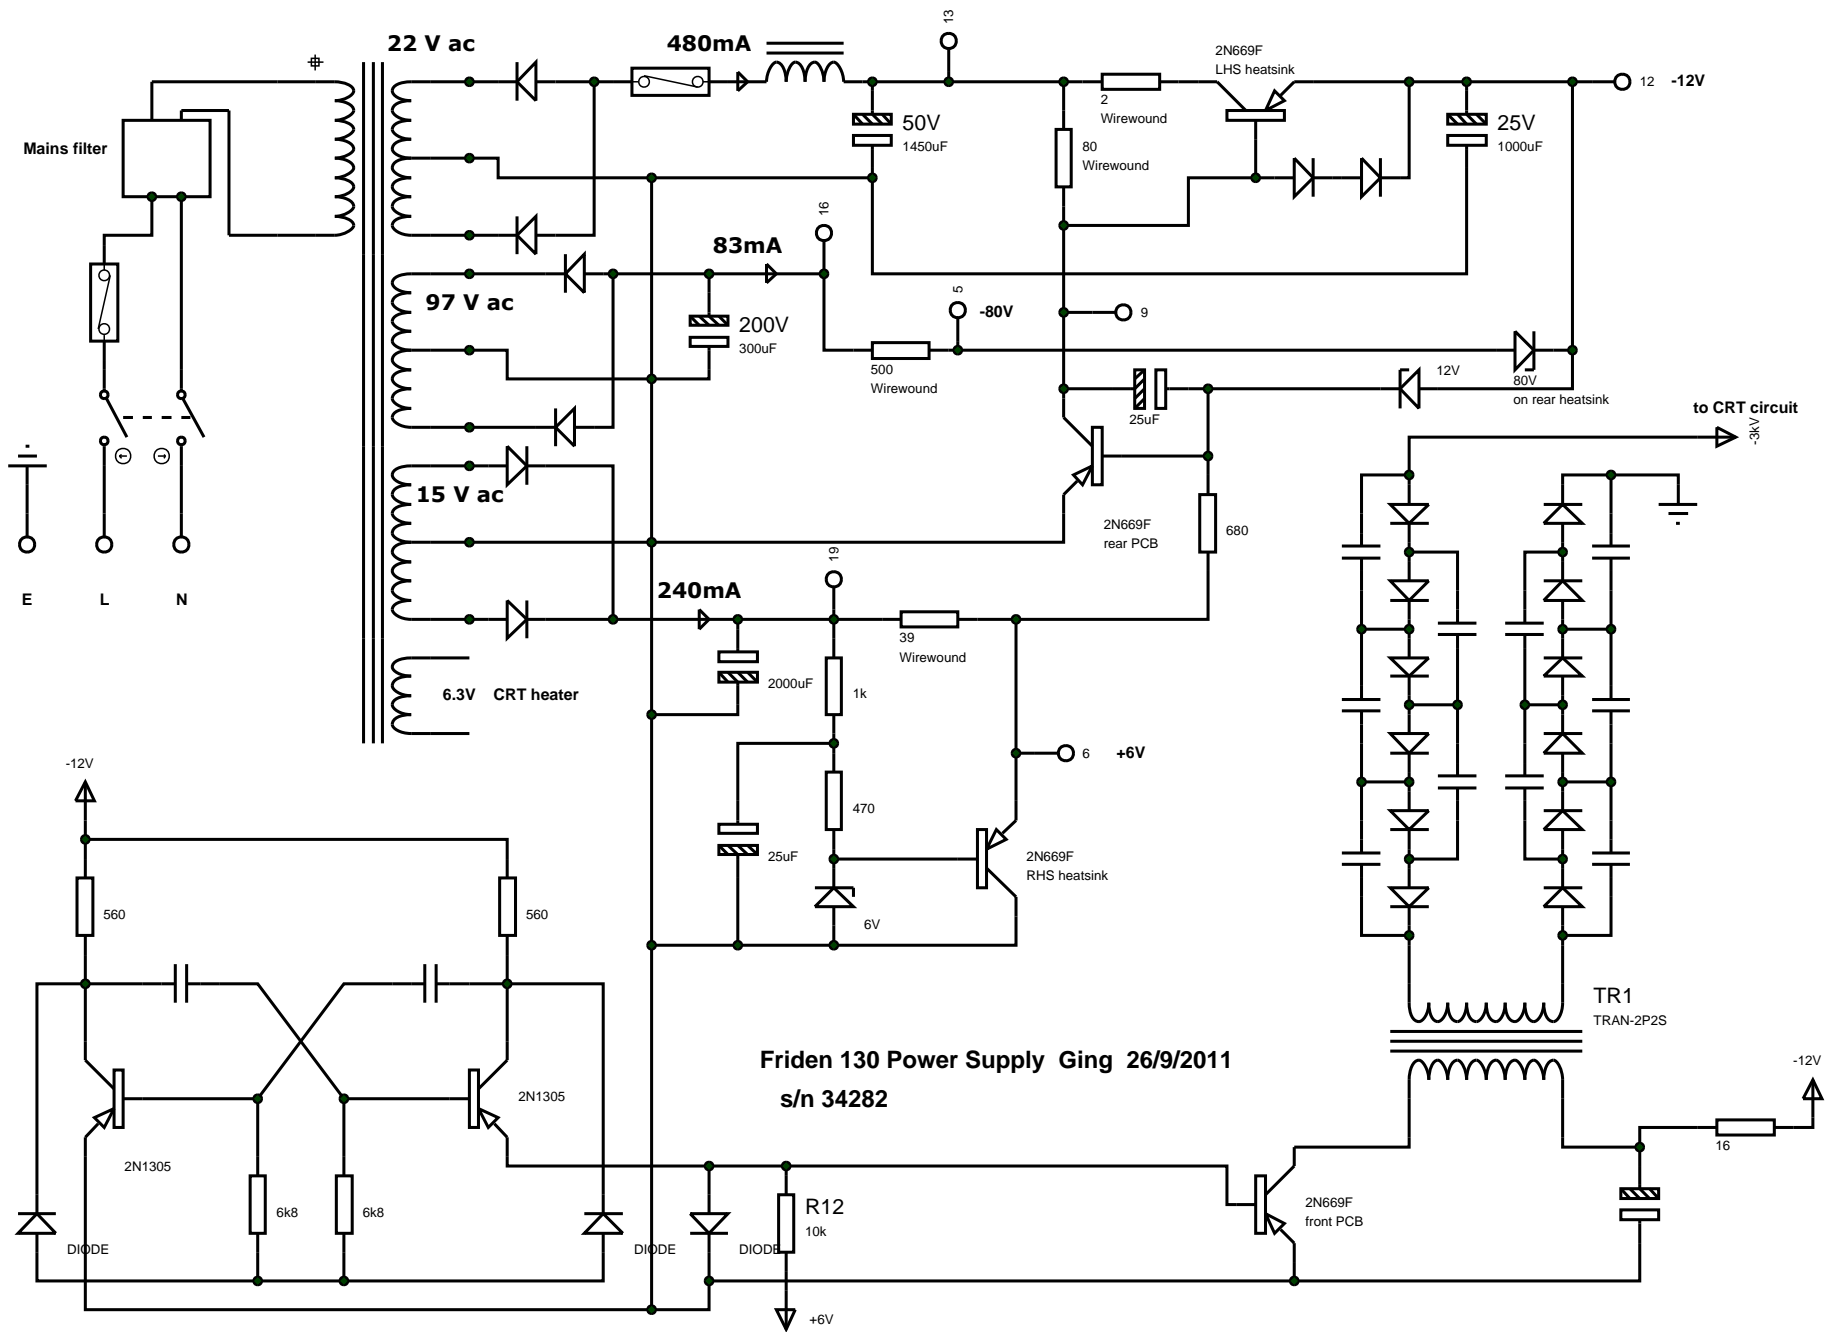 13
22 V ac
480mA
2N669F
LHS heatsink
12
-12V
2
Wirewound
50V
1450uF
25V
1000uF
Mains filter
80
Wirewound
16
83mA
97 V ac
5
-80V
9
200V
300uF
500
Wirewound
12V
80V
on rear heatsink
25uF
to CRT circuit
-3kV
15 V ac
2N669F
rear PCB
680
19
E
L
N
240mA
39
Wirewound
6.3V
CRT heater
2000uF
1k
6
+6V
-12V
470
25uF
2N669F
RHS heatsink
6V
560
560
TR1
TRAN-2P2S
Friden 130 Power Supply Ging 26/9/2011
s/n 34282
-12V
2N1305
2N1305
16
R12
10k
2N669F
front PCB
6k8
6k8
DIODE
DIODE
DIODE
+6V